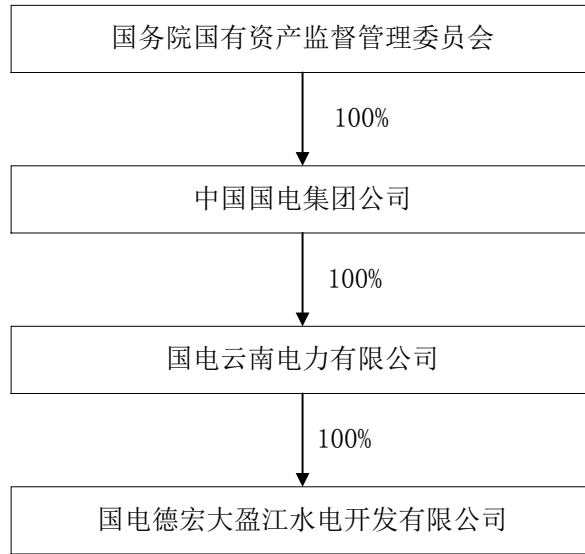 国务院国有资产监督管理委员会
100%
中国国电集团公司
100%
国电云南电力有限公司
100%
国电德宏大盈江水电开发有限公司